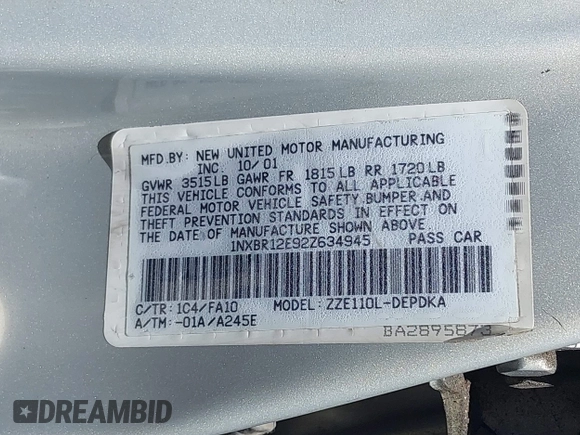 MFD.BY: NEW UNITED MOTOR MANUFACTURING
INC. 10/01
GVWR 3515LB GAWR FR 1815LB RR 1720LB
THIS VEHICLE CONFORMS TO ALL APPLICABLE
FEDERAL MOTOR VEHICLE SAFETY,BUMPER,AND
THEFT PREVENTION STANDARDS IN EFFECT ON
THE DATE OF MANUFACTURE SHOWN ABOVE.
1NXBR12E92Z634945 PASS CAR
C/TR: 1C4/FA10 MODEL: ZZE110L-DEPDKA
A/TM: -01A/A245E
BA2895873
DREAMBID